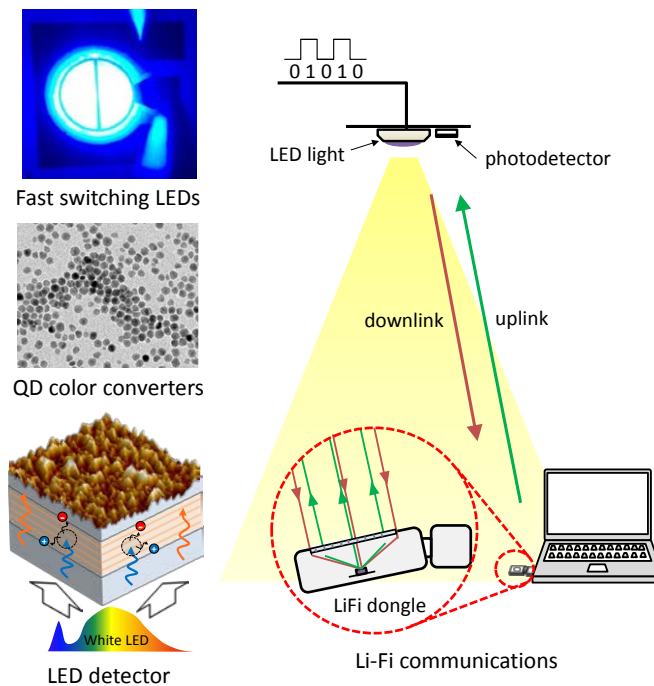 Fast switching LEDs
QD color converters
White LED
LED detector
0 1 0 1 0
LED light
photodetector
downlink
uplink
LiFi dongle
Li-Fi communications